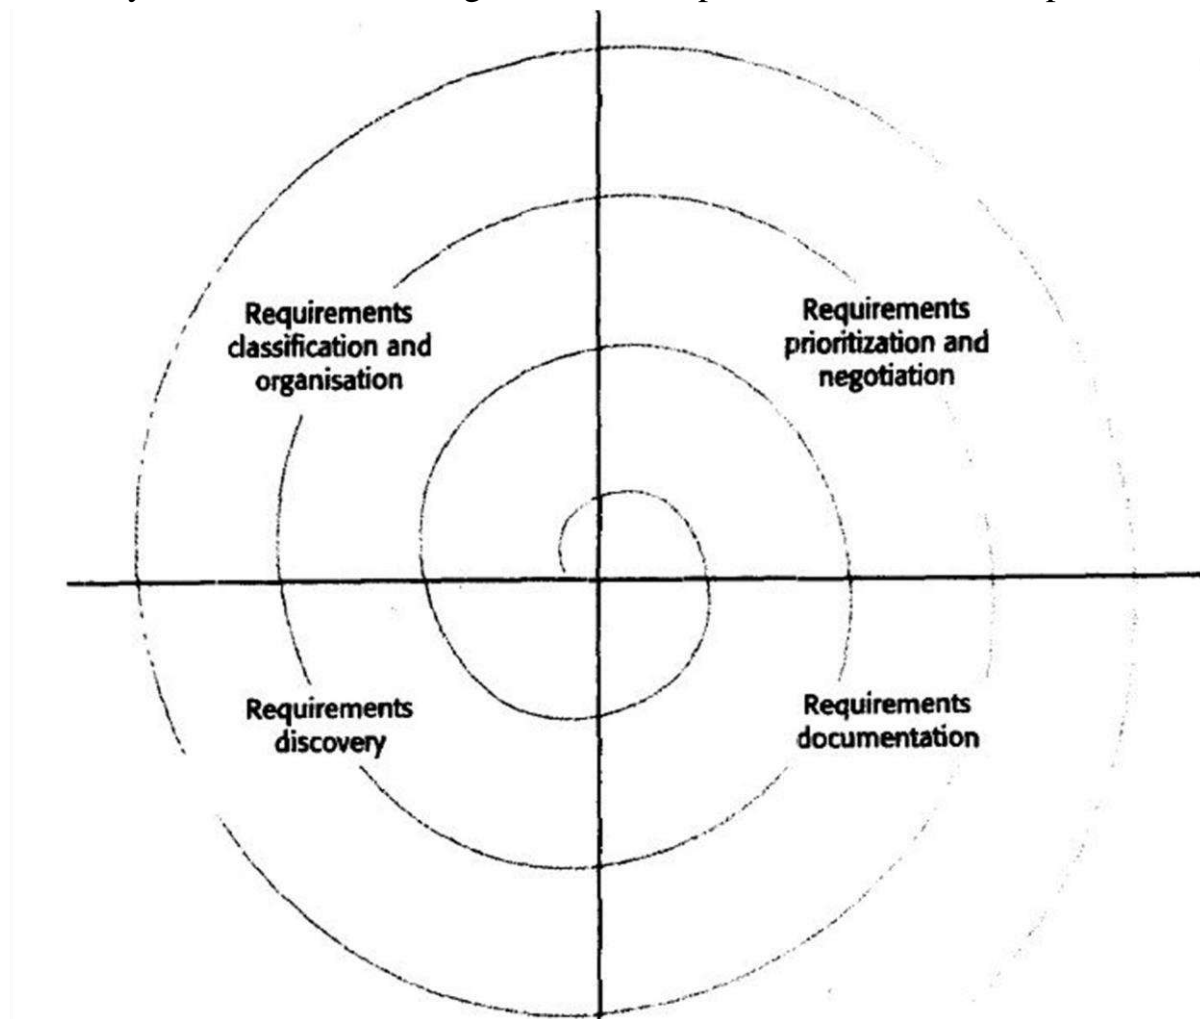 Requirements
classification and
organisation
Requirements
prioritization and
negotiation
Requirements
discovery
Requirements
documentation